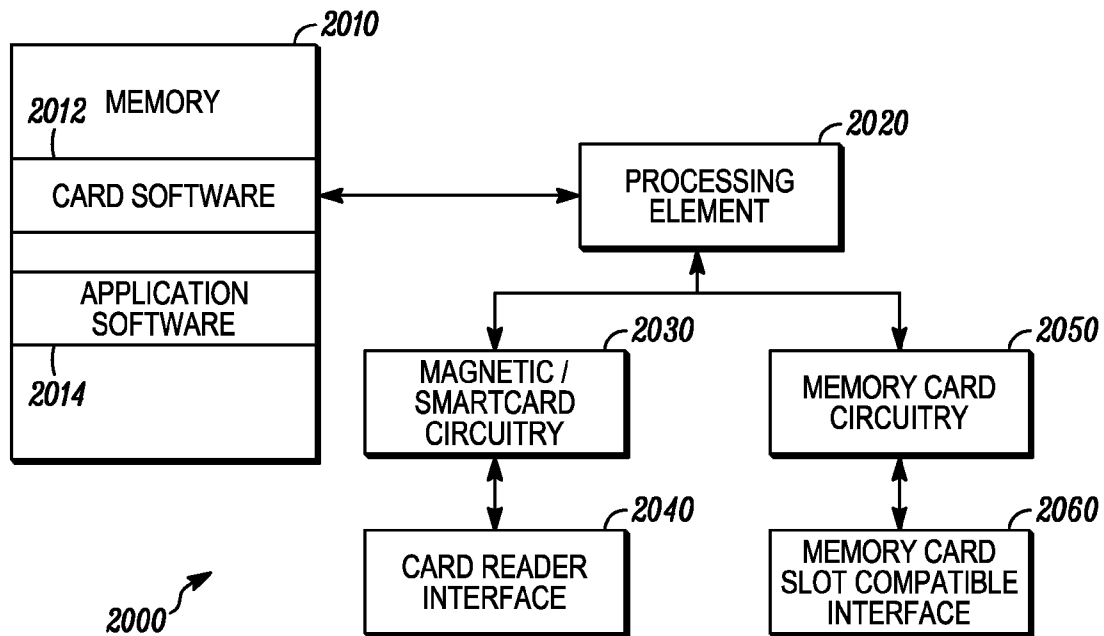 2010
MEMORY
2012
CARD SOFTWARE
APPLICATION
SOFTWARE
2014
2020
PROCESSING
ELEMENT
2030
MAGNETIC /
SMARTCARD
CIRCUITRY
2050
MEMORY CARD
CIRCUITRY
2040
CARD READER
INTERFACE
2060
MEMORY CARD
SLOT COMPATIBLE
INTERFACE
2000